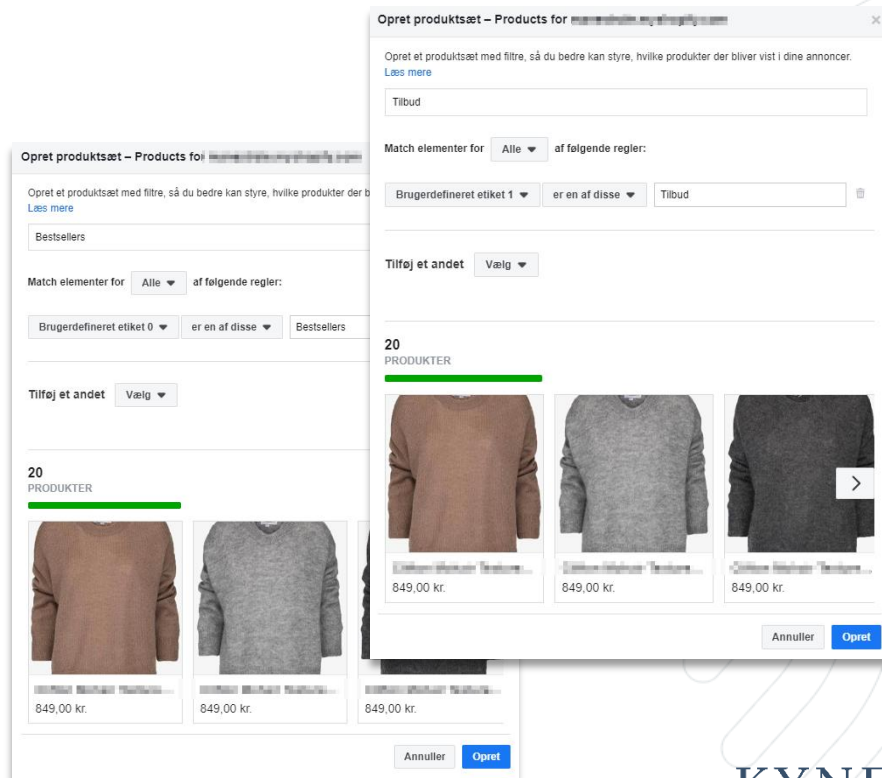 Opret produktsæt – Products for
Opret et produktsæt med filtre, så du bedre kan styre, hvilke produkter der b
Læs mere
Bestsellers
Match elementer for Alle af følgende regler:
Brugerdefineret etiket 0 er en af disse Bestsellers
Tilføj et andet Vælg
20
PRODUKTER
849,00 kr. 849,00 kr. 849,00 kr.
Annuller Opret
Opret produktsæt – Products for
Opret et produktsæt med filtre, så du bedre kan styre, hvilke produkter der bliver vist i dine annoncer.
Læs mere
Tilbud
Match elementer for Alle af følgende regler:
Brugerdefineret etiket 1 er en af disse Tilbud
Tilføj et andet Vælg
20
PRODUKTER
849,00 kr. 849,00 kr. 849,00 kr.
Annuller Opret